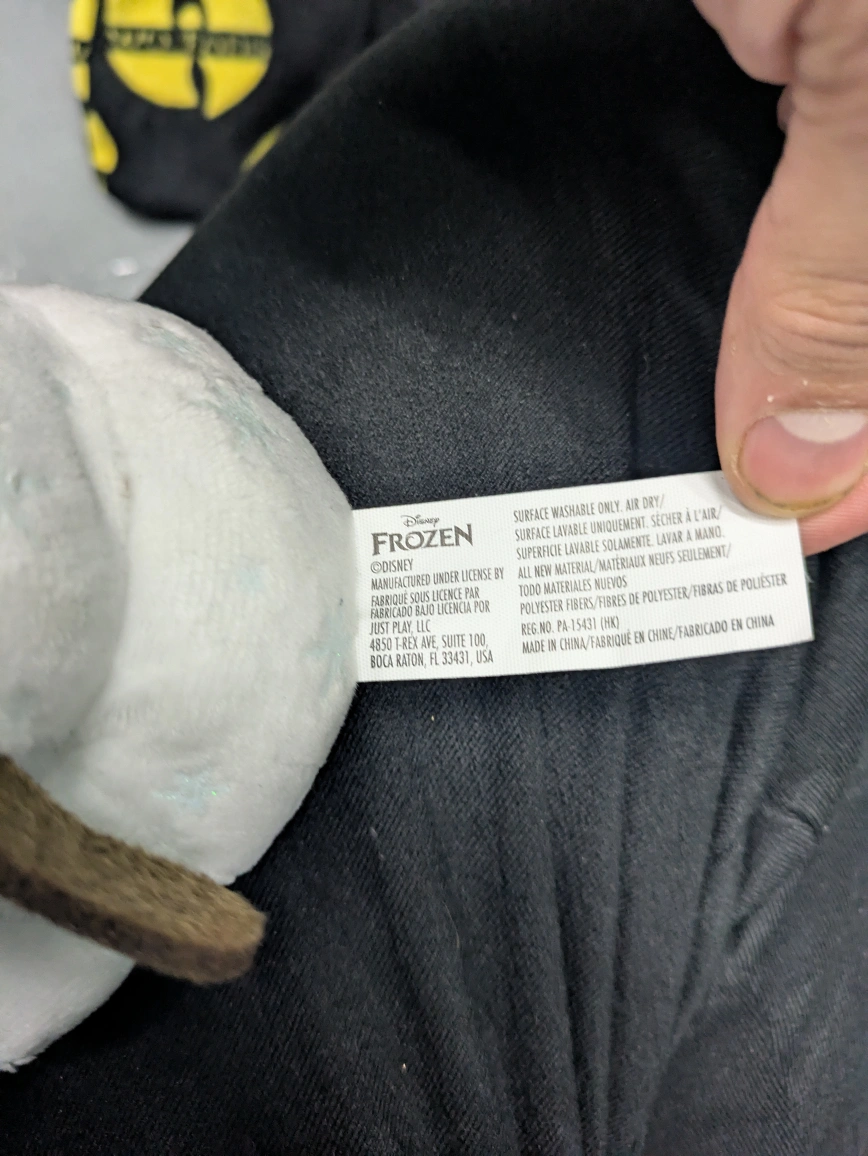 Disney
FROZEN
©DISNEY
MANUFACTURED UNDER LICENSE BY
FABRIQUÉ SOUS LICENCE PAR
FABRICADO BAJO LICENCIA POR
JUST PLAY, LLC
4850 T-REX AVE, SUITE 100,
BOCA RATON, FL 33431, USA
SURFACE WASHABLE ONLY. AIR DRY/
SURFACE LAVABLE UNIQUEMENT. SÉCHER À L'AIR/
SUPERFICIE LAVABLE SOLAMENTE. LAVAR A MANO.
ALL NEW MATERIAL/MATÉRIAUX NEUFS SEULEMENT/
TODO MATERIALES NUEVOS
POLYESTER FIBERS/FIBRES DE POLYESTER/FIBRAS DE POLIÉSTER
REG.NO. PA-15431 (HK)
MADE IN CHINA/FABRIQUÉ EN CHINE/FABRICADO EN CHINA